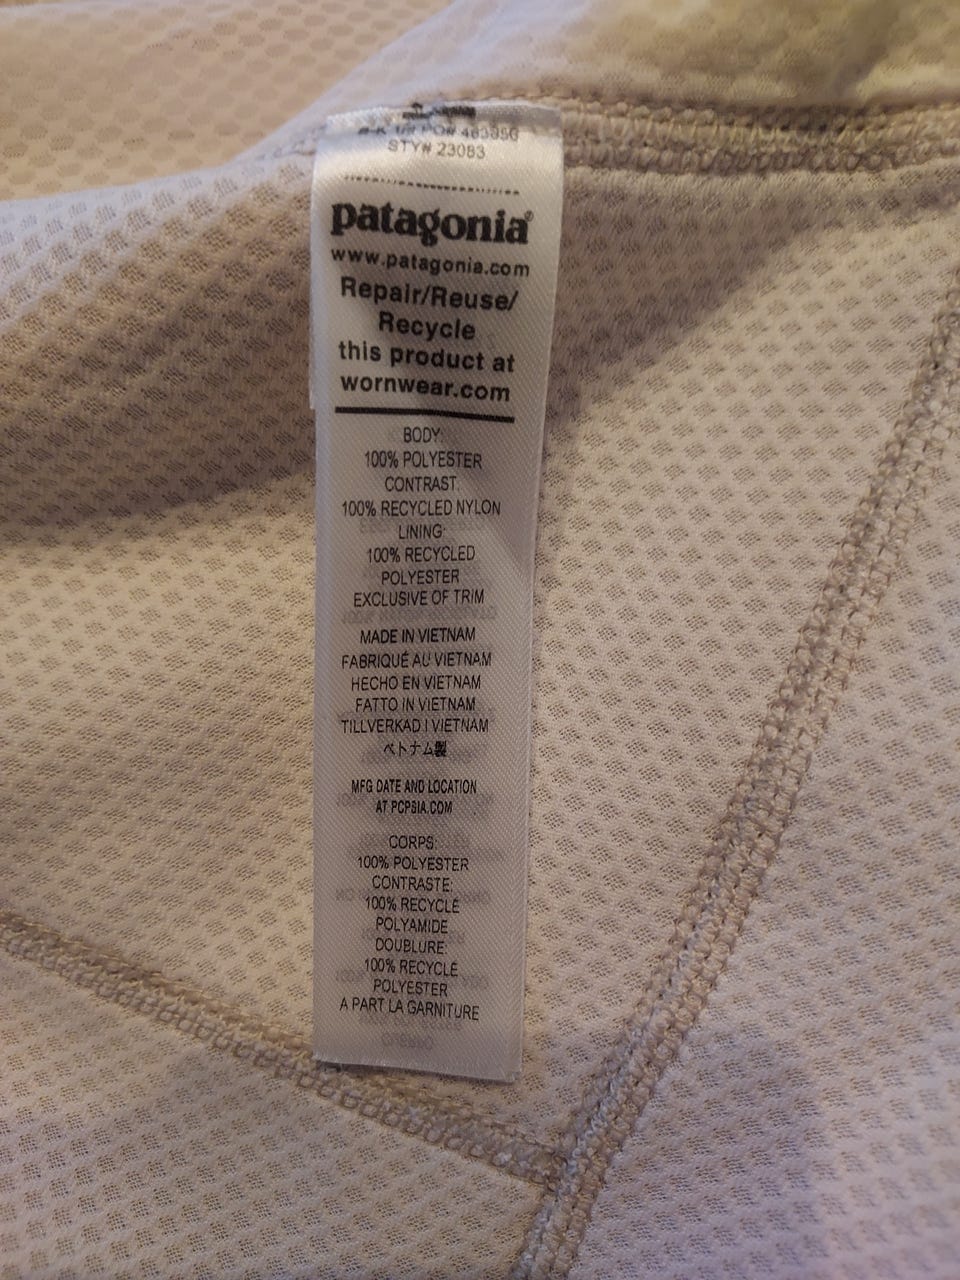 PO# 483850
STY# 23083
patagonia®
www.patagonia.com
Repair/Reuse/
Recycle
this product at
wornwear.com
BODY:
100% POLYESTER
CONTRAST:
100% RECYCLED NYLON
LINING:
100% RECYCLED
POLYESTER
EXCLUSIVE OF TRIM
MADE IN VIETNAM
FABRIQUÉ AU VIETNAM
HECHO EN VIETNAM
FATTO IN VIETNAM
TILLVERKAD I VIETNAM
ベトナム製
MFG DATE AND LOCATION
AT PCPSIA.COM
CORPS:
100% POLYESTER
CONTRASTE:
100% RECYCLÉ
POLYAMIDE
DOUBLURE:
100% RECYCLÉ
POLYESTER
A PART LA GARNITURE